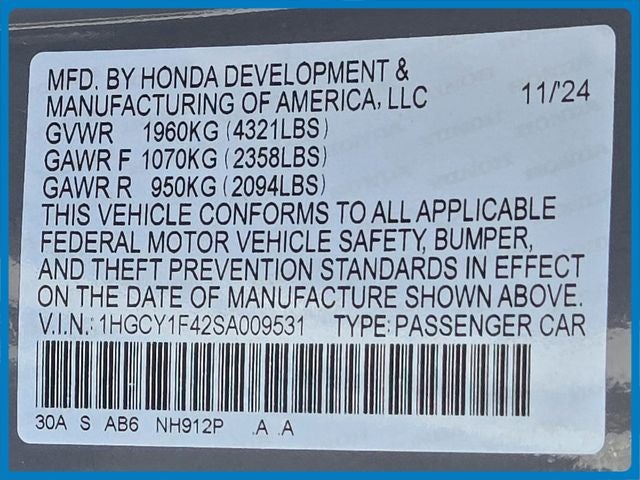 MFD. BY HONDA DEVELOPMENT &
MANUFACTURING OF AMERICA, LLC 11/'24
GVWR 1960KG (4321LBS)
GAWR F 1070KG (2358LBS)
GAWR R 950KG (2094LBS)
THIS VEHICLE CONFORMS TO ALL APPLICABLE
FEDERAL MOTOR VEHICLE SAFETY, BUMPER,
AND THEFT PREVENTION STANDARDS IN EFFECT
ON THE DATE OF MANUFACTURE SHOWN ABOVE.
V.I.N.: 1HGCY1F42SA009531 TYPE: PASSENGER CAR
30A S AB6 NH912P .A .A